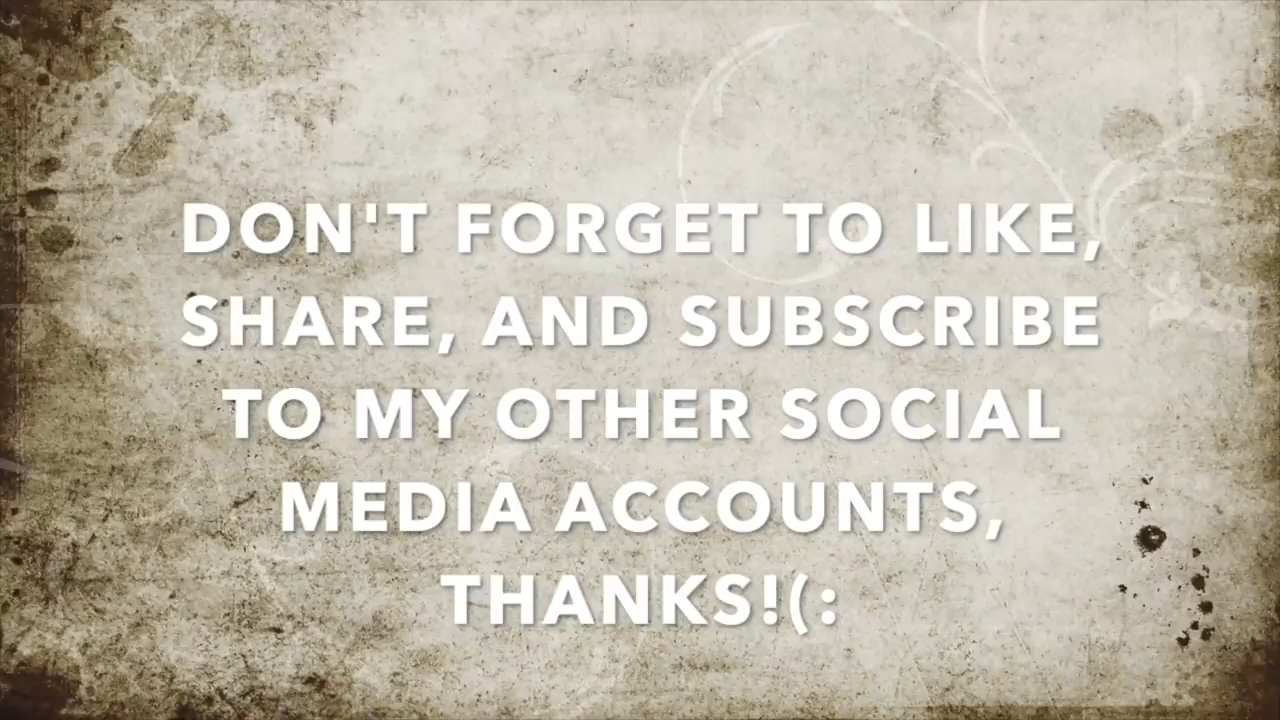 DON'T FORGET TO LIKE,
SHARE, AND SUBSCRIBE
TO MY OTHER SOCIAL
MEDIA ACCOUNTS,
THANKS!(: